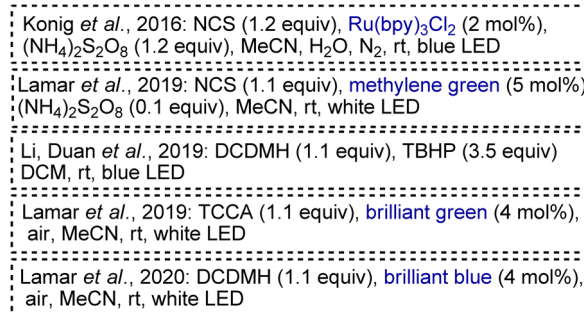 Konig et al., 2016: NCS (1.2 equiv), Ru(bpy)₃Cl₂ (2 mol%),
(NH₄)₂S₂O₈ (1.2 equiv), MeCN, H₂O, N₂, rt, blue LED
Lamar et al., 2019: NCS (1.1 equiv), methylene green (5 mol%)
(NH₄)₂S₂O₈ (0.1 equiv), MeCN, rt, white LED
Li, Duan et al., 2019: DCDMH (1.1 equiv), TBHP (3.5 equiv)
DCM, rt, blue LED
Lamar et al., 2019: TCCA (1.1 equiv), brilliant green (4 mol%),
air, MeCN, rt, white LED
Lamar et al., 2020: DCDMH (1.1 equiv), brilliant blue (4 mol%),
air, MeCN, rt, white LED